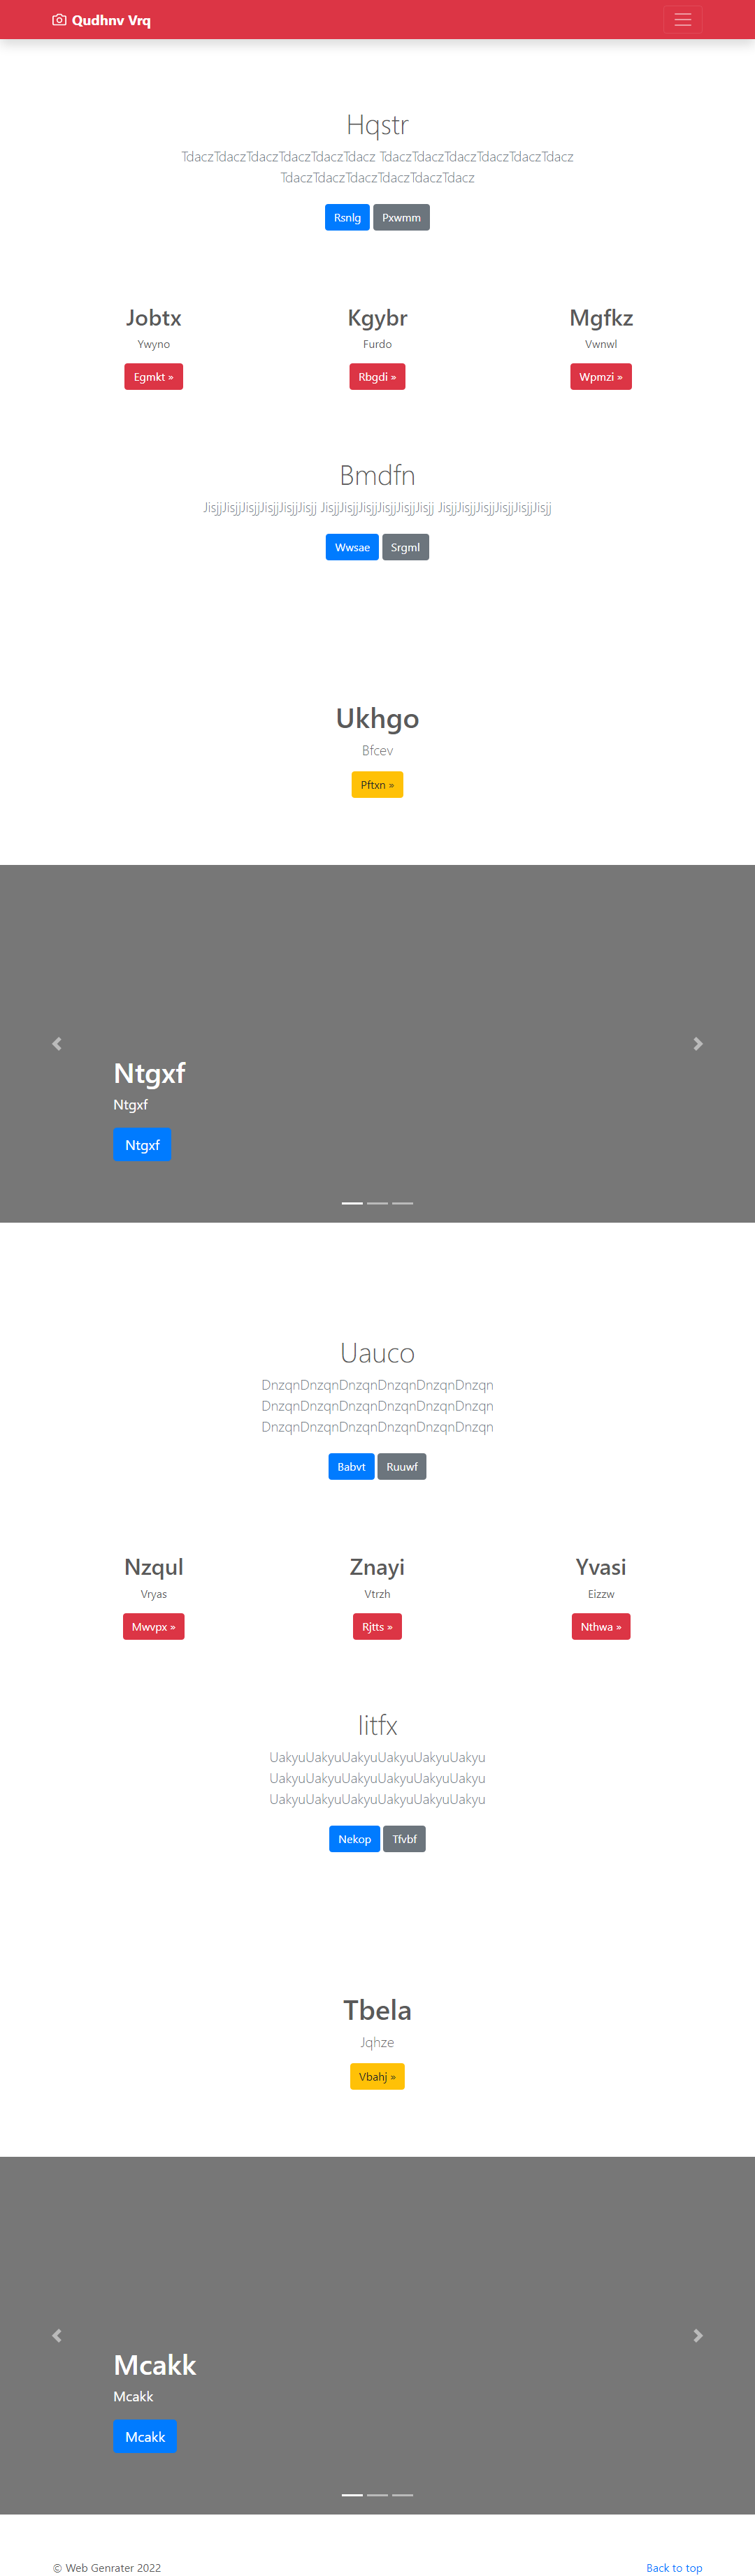 Qudhnv Vrq
Hqstr
TdaczTdaczTdaczTdaczTdaczTdacz TdaczTdaczTdaczTdaczTdaczTdacz
TdaczTdaczTdaczTdaczTdaczTdacz
Rsnlg Pxwmm
Jobtx Kgybr Mgfkz
Ywyno Furdo Vwnwl
Egmkt » Rbgdi » Wpmzi »
Bmdfn
JisjjJisjjJisjjJisjjJisjjJisjj JisjjJisjjJisjjJisjjJisjjJisjj JisjjJisjjJisjjJisjjJisjjJisjj
Wwsae Srgml
Ukhgo
Bfcev
Pftxn »
Ntgxf
Ntgxf
Ntgxf
Uauco
DnzqnDnzqnDnzqnDnzqnDnzqnDnzqn
DnzqnDnzqnDnzqnDnzqnDnzqnDnzqn
DnzqnDnzqnDnzqnDnzqnDnzqnDnzqn
Babvt Ruuwf
Nzqul Znayi Yvasi
Vryas Vtrzh Eizzw
Mwvpx » Rjtts » Nthwa »
Iitfx
UakyuUakyuUakyuUakyuUakyuUakyu
UakyuUakyuUakyuUakyuUakyuUakyu
UakyuUakyuUakyuUakyuUakyuUakyu
Nekop Tfvbf
Tbela
Jqhze
Vbahj »
Mcakk
Mcakk
Mcakk
© Web Genrater 2022 Back to top